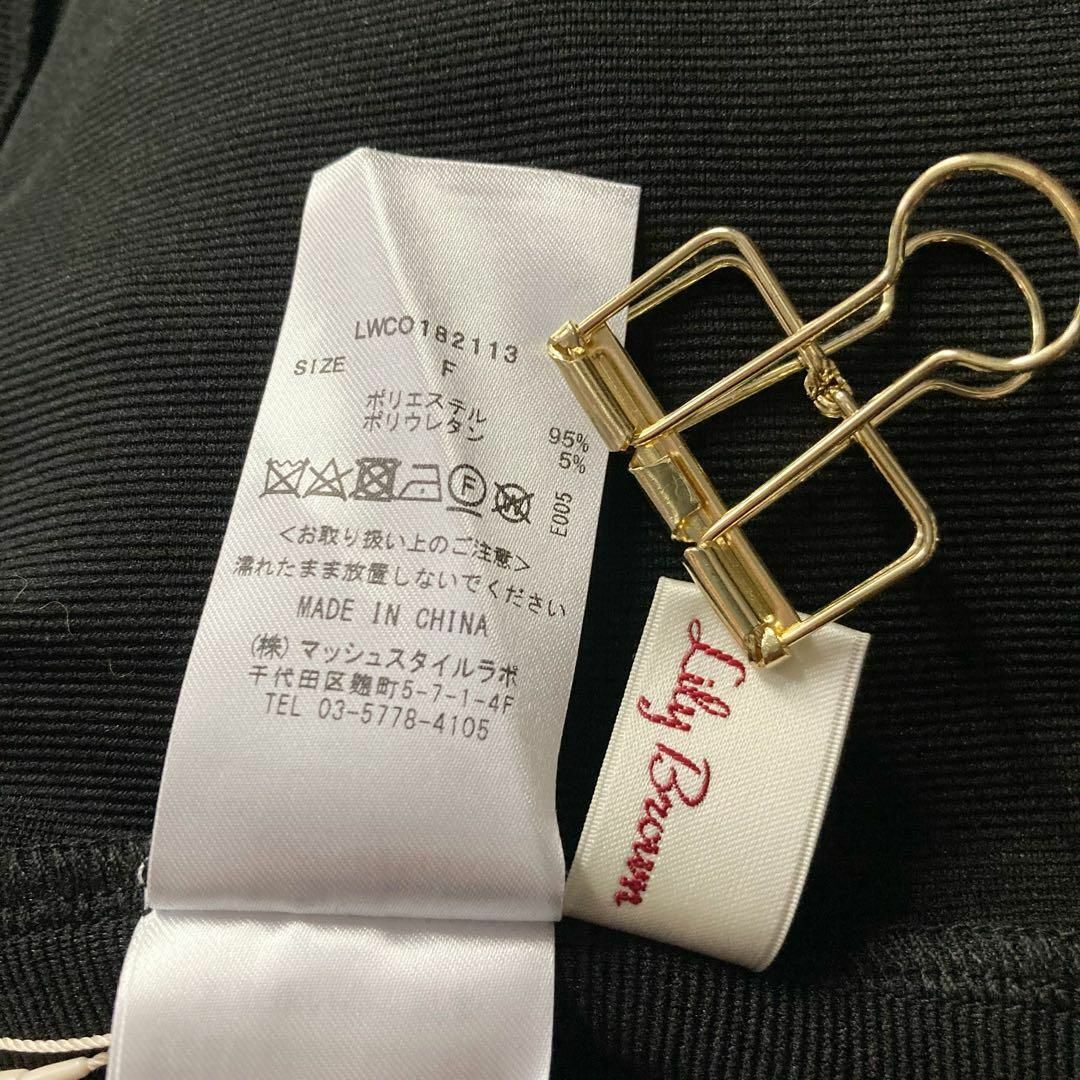 LWCO182113
SIZE F
ポリエステル 95%
ポリウレタン 5%
F W
E005
<お取り扱い上のご注意>
濡れたまま放置しないでください
MADE IN CHINA
(株)マッシュスタイルラボ
千代田区麹町5-7-1-4F
TEL 03-5778-4105
Lily Brown